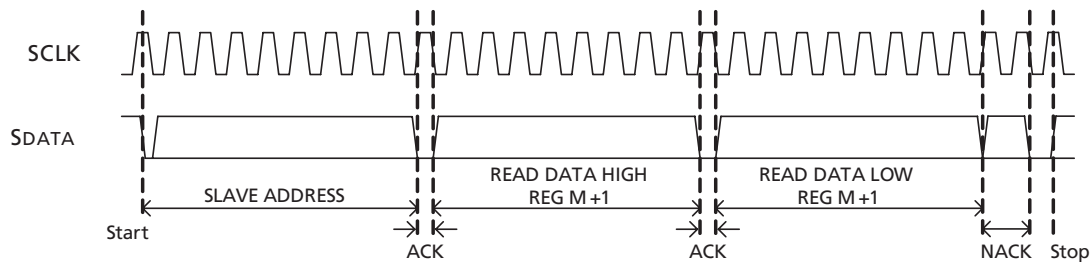 SCLK
SDATA
SLAVE ADDRESS
READ DATA HIGH
REG M+1
READ DATA LOW
REG M+1
Start
ACK
ACK
NACK
Stop